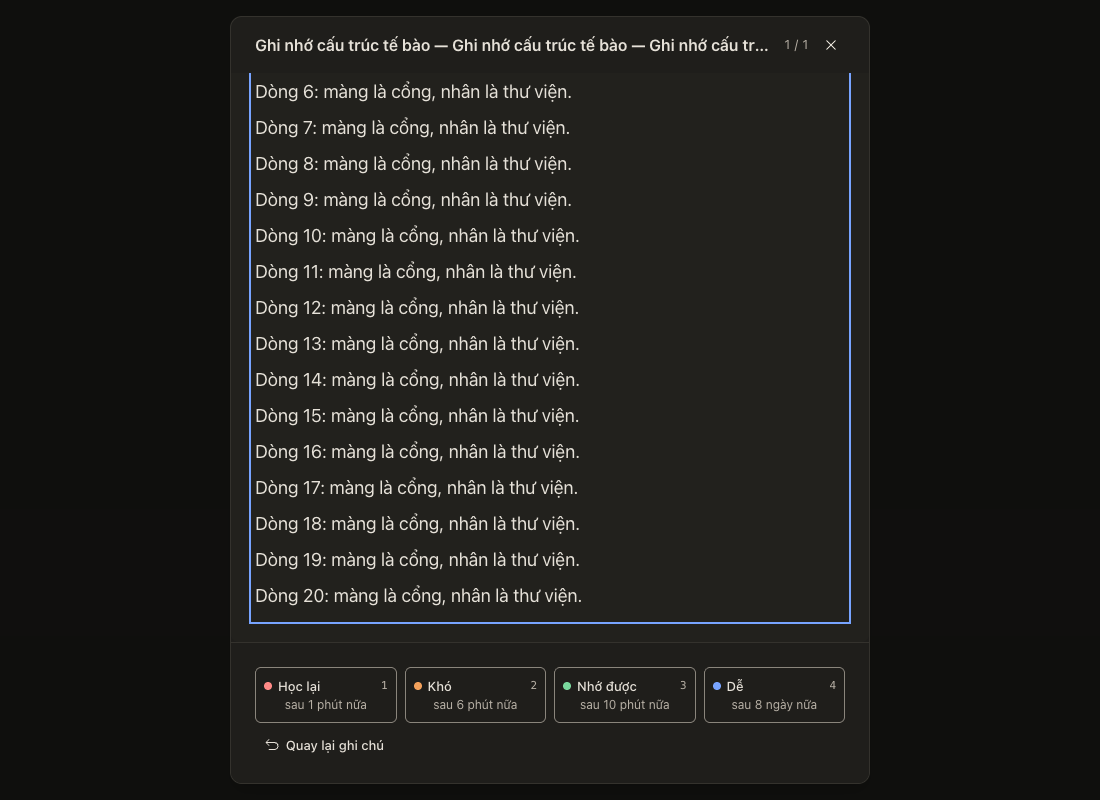 Ghi nhớ cấu trúc tế bào — Ghi nhớ cấu trúc tế bào — Ghi nhớ cấu tr... 1 / 1
Dòng 6: màng là cổng, nhân là thư viện.
Dòng 7: màng là cổng, nhân là thư viện.
Dòng 8: màng là cổng, nhân là thư viện.
Dòng 9: màng là cổng, nhân là thư viện.
Dòng 10: màng là cổng, nhân là thư viện.
Dòng 11: màng là cổng, nhân là thư viện.
Dòng 12: màng là cổng, nhân là thư viện.
Dòng 13: màng là cổng, nhân là thư viện.
Dòng 14: màng là cổng, nhân là thư viện.
Dòng 15: màng là cổng, nhân là thư viện.
Dòng 16: màng là cổng, nhân là thư viện.
Dòng 17: màng là cổng, nhân là thư viện.
Dòng 18: màng là cổng, nhân là thư viện.
Dòng 19: màng là cổng, nhân là thư viện.
Dòng 20: màng là cổng, nhân là thư viện.
Học lại 1
sau 1 phút nữa
Khó 2
sau 6 phút nữa
Nhớ được 3
sau 10 phút nữa
Dễ 4
sau 8 ngày nữa
Quay lại ghi chú